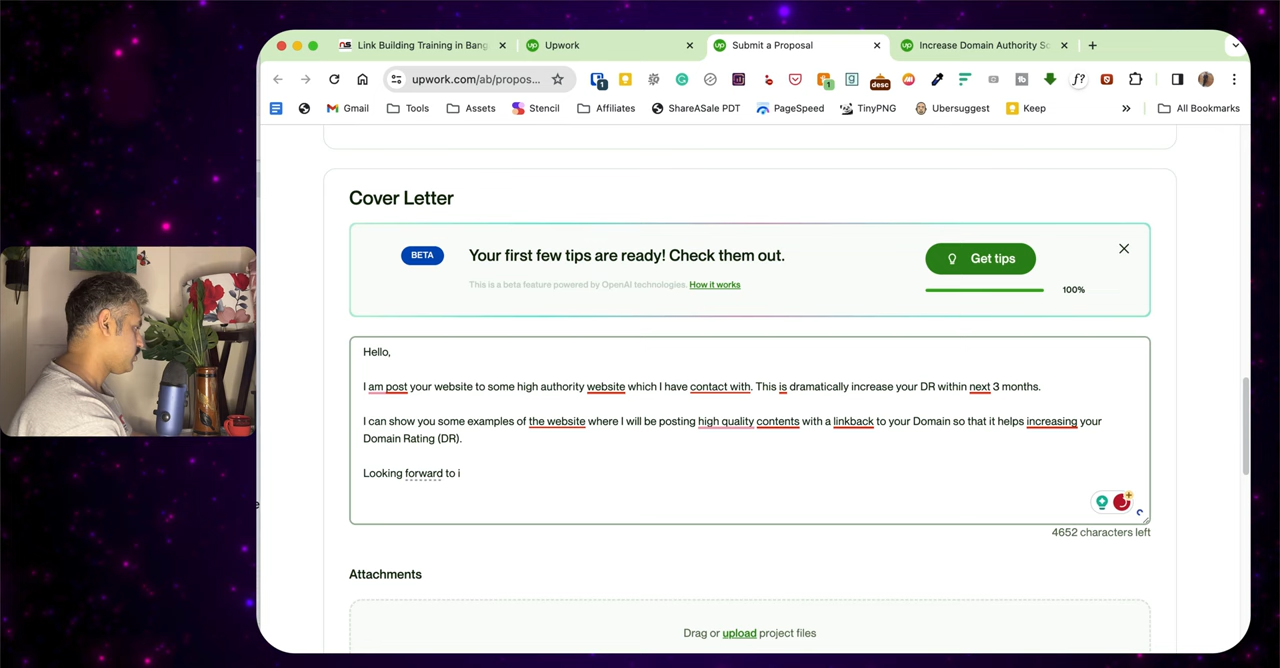 Link Building Training in Bang
Upwork
Submit a Proposal
Increase Domain Authority Sc
upwork.com/ab/propos...
1
1
desc
f?
Gmail
Tools
Assets
Stencil
Affiliates
ShareASale PDT
PageSpeed
TinyPNG
Ubersuggest
Keep
»
All Bookmarks
Cover Letter
BETA
Your first few tips are ready! Check them out.
This is a beta feature powered by OpenAI technologies. How it works
Get tips
100%
Hello,
I am post your website to some high authority website which I have contact with. This is dramatically increase your DR within next 3 months.
I can show you some examples of the website where I will be posting high quality contents with a linkback to your Domain so that it helps increasing your
Domain Rating (DR).
Looking forward to i
4652 characters left
Attachments
Drag or upload project files